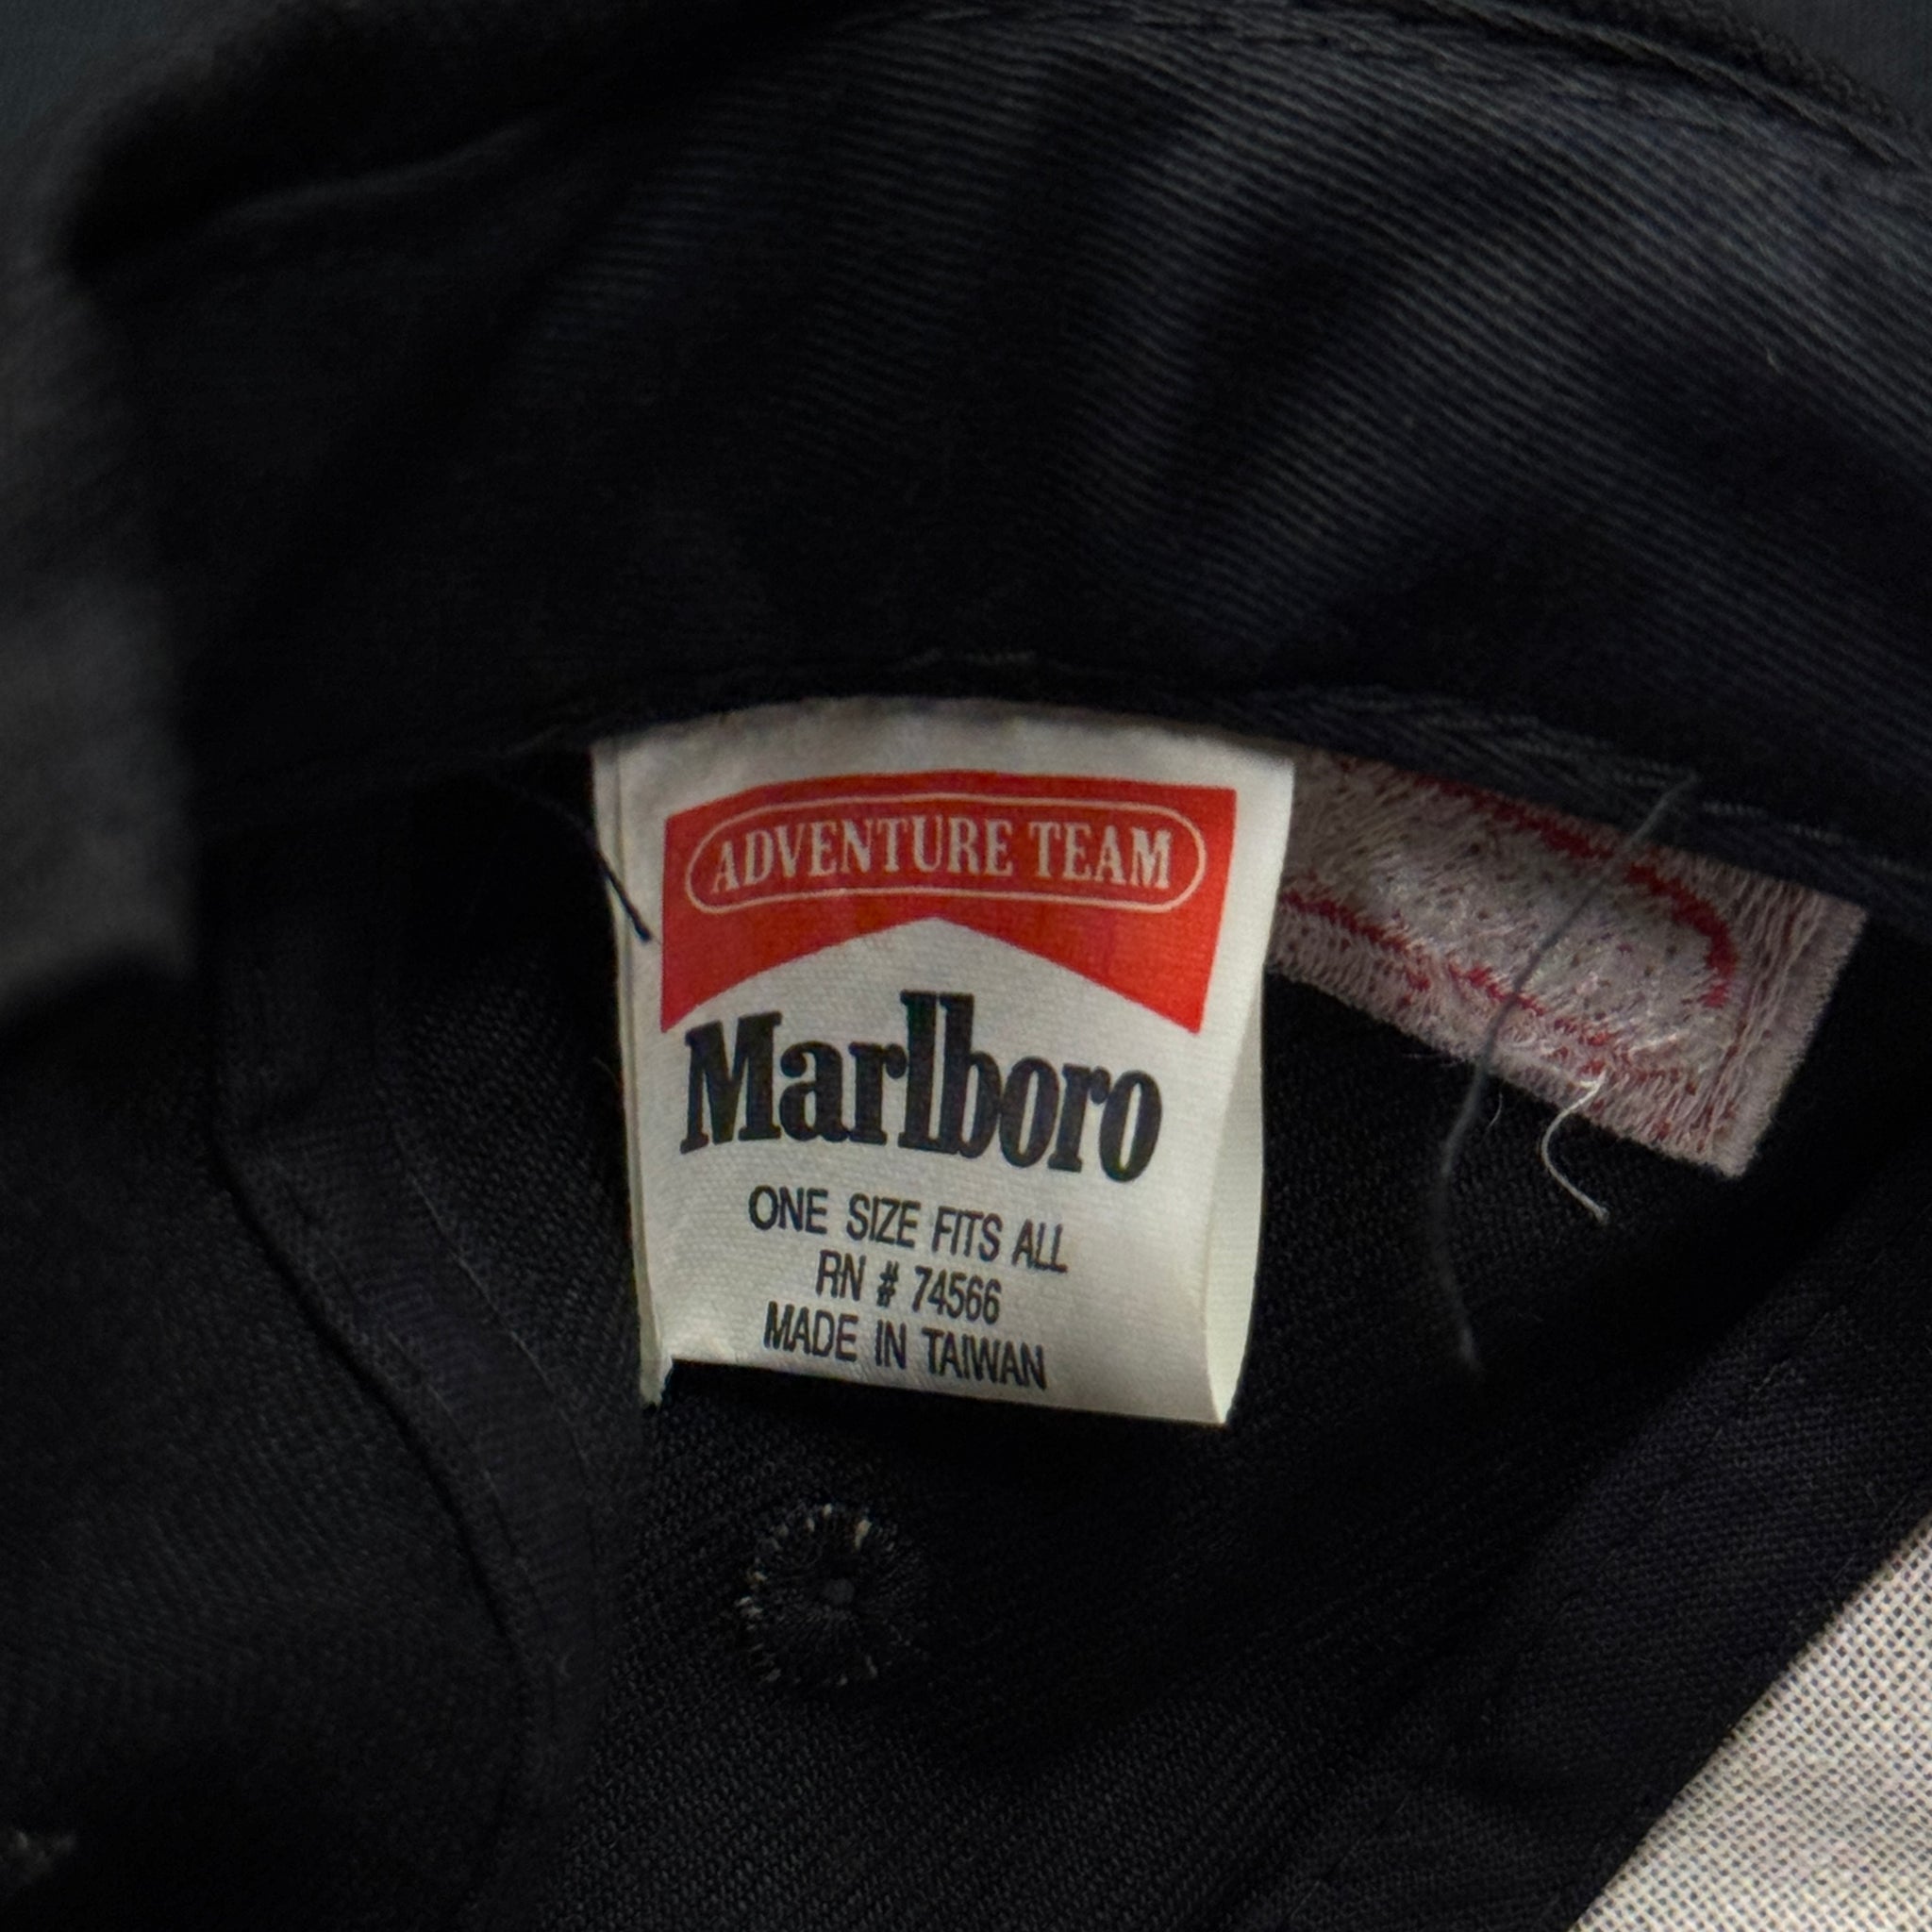 ADVENTURE TEAM
Marlboro
ONE SIZE FITS ALL
RN # 74566
MADE IN TAIWAN